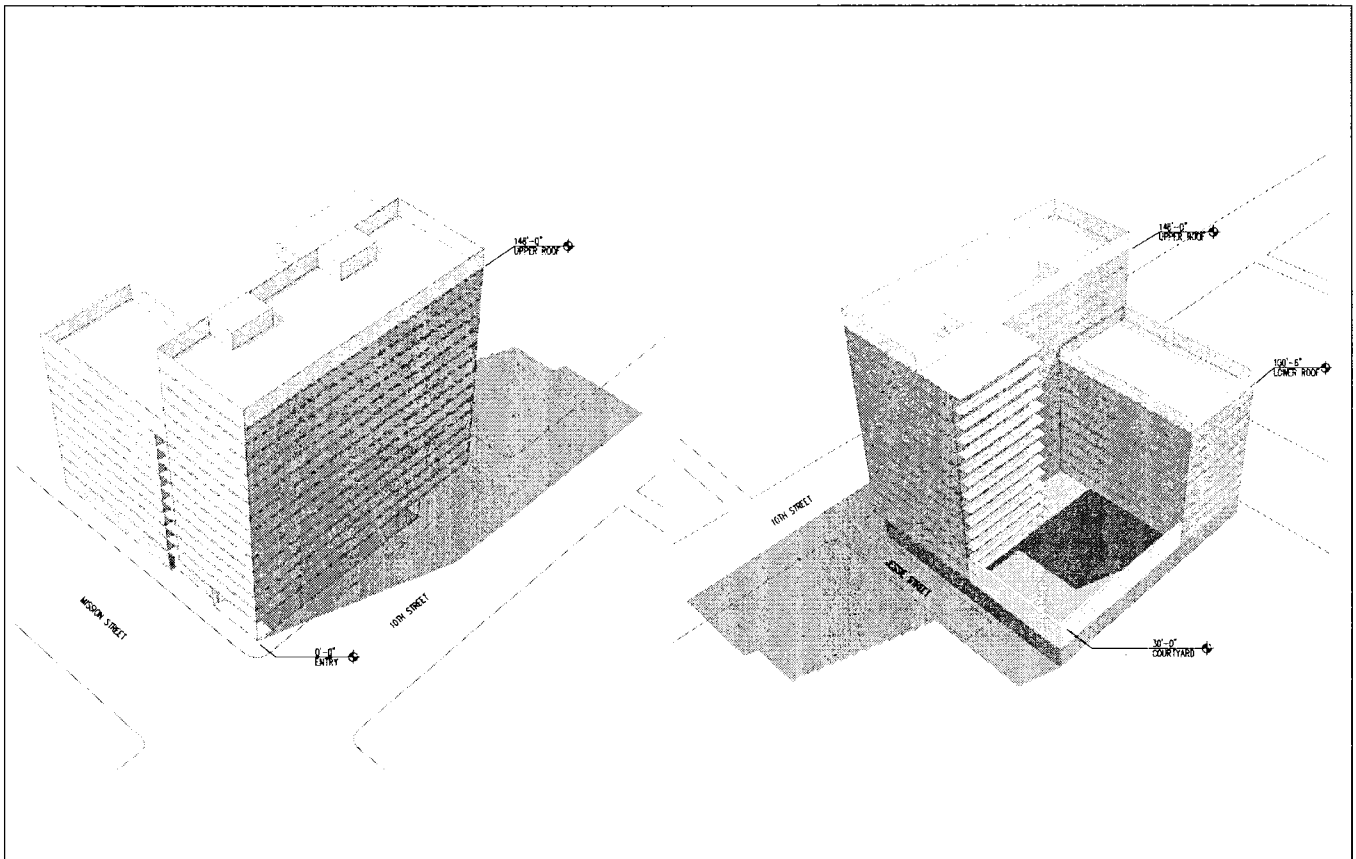 148'-0"
UPPER ROOF
MISSION STREET
10TH STREET
0'-0"
ENTRY
148'-0"
UPPER ROOF
100'-6"
LOWER ROOF
10TH STREET
JESSIE STREET
30'-0"
COURTYARD